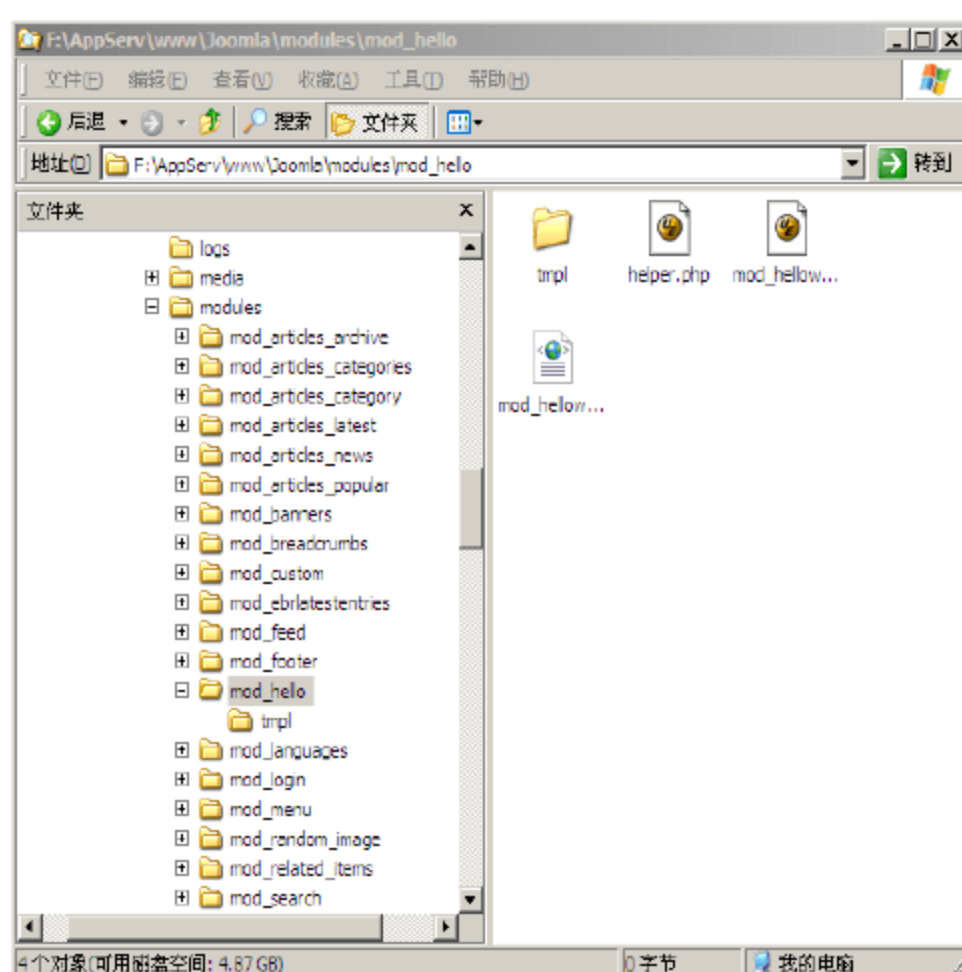 F:\AppServ\www\Joomla\modules\mod_hello
文件(F) 编辑(E) 查看(V) 收藏(A) 工具(T) 帮助(H)
后退 搜索 文件夹
地址(D) F:\AppServ\www\Joomla\modules\mod_hello 转到
文件夹
logs
media
modules
mod_articles_archive
mod_articles_categories
mod_articles_category
mod_articles_latest
mod_articles_news
mod_articles_popular
mod_banners
mod_breadcrumbs
mod_custom
mod_ebrlatestentries
mod_feed
mod_footer
mod_hello
tmpl
mod_languages
mod_login
mod_menu
mod_random_image
mod_related_items
mod_search
tmpl helper.php mod_hellow...
mod_hellow...
4个对象(可用磁盘空间: 4.87 GB) 0 字节 我的电脑